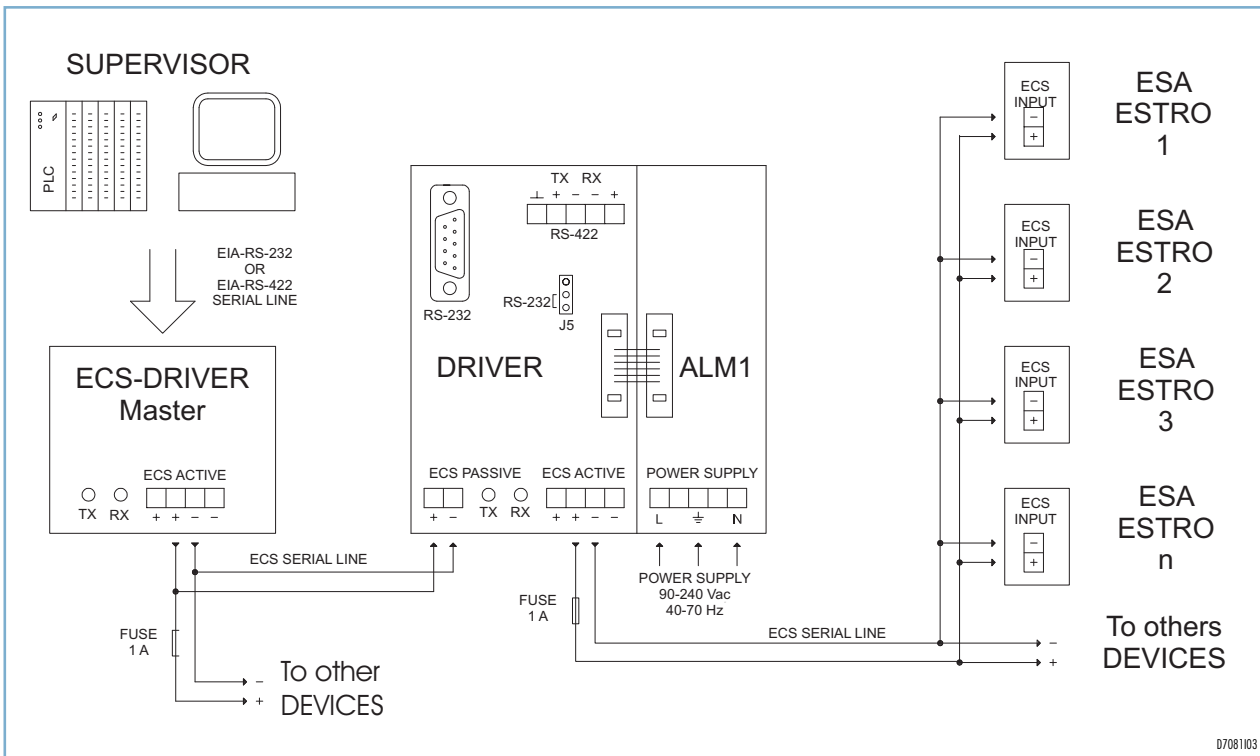 SUPERVISOR
PLC
EIA-RS-232
OR
EIA-RS-422
SERIAL LINE
ECS-DRIVER
Master
ECS ACTIVE
TX RX
+ + − −
ECS SERIAL LINE
FUSE
1 A
To other
DEVICES
−
+
TX RX
⊥ + − − +
RS-422
RS-232
RS-232
J5
DRIVER
ALM1
ECS PASSIVE
+ −
TX RX
ECS ACTIVE
+ + − −
POWER SUPPLY
L ⏚ N
POWER SUPPLY
90-240 Vac
40-70 Hz
FUSE
1 A
ECS SERIAL LINE
ECS
INPUT
−
+
ESA
ESTRO
1
ECS
INPUT
−
+
ESA
ESTRO
2
ECS
INPUT
−
+
ESA
ESTRO
3
ECS
INPUT
−
+
ESA
ESTRO
n
−
+
To others
DEVICES
D7081I03